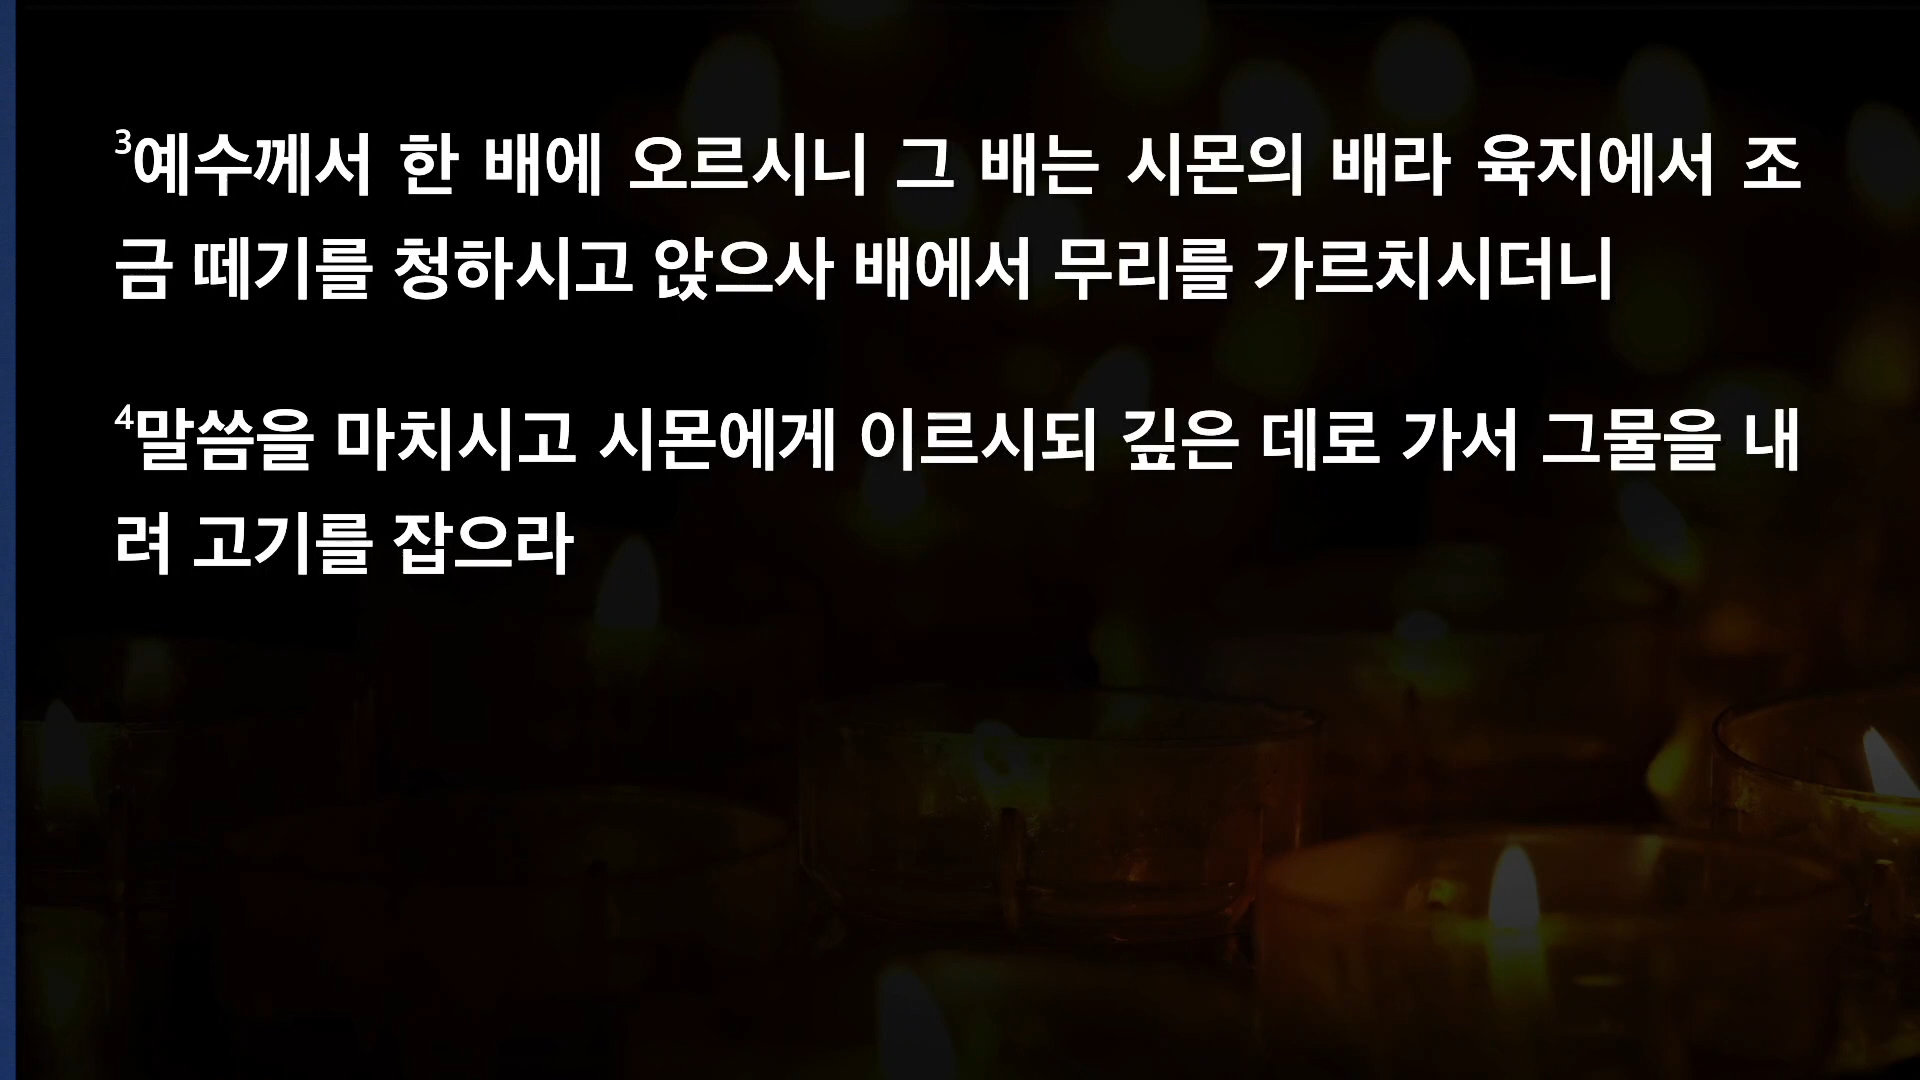 ³예수께서 한 배에 오르시니 그 배는 시몬의 배라 육지에서 조
금 떼기를 청하시고 앉으사 배에서 무리를 가르치시더니
⁴말씀을 마치시고 시몬에게 이르시되 깊은 데로 가서 그물을 내
려 고기를 잡으라